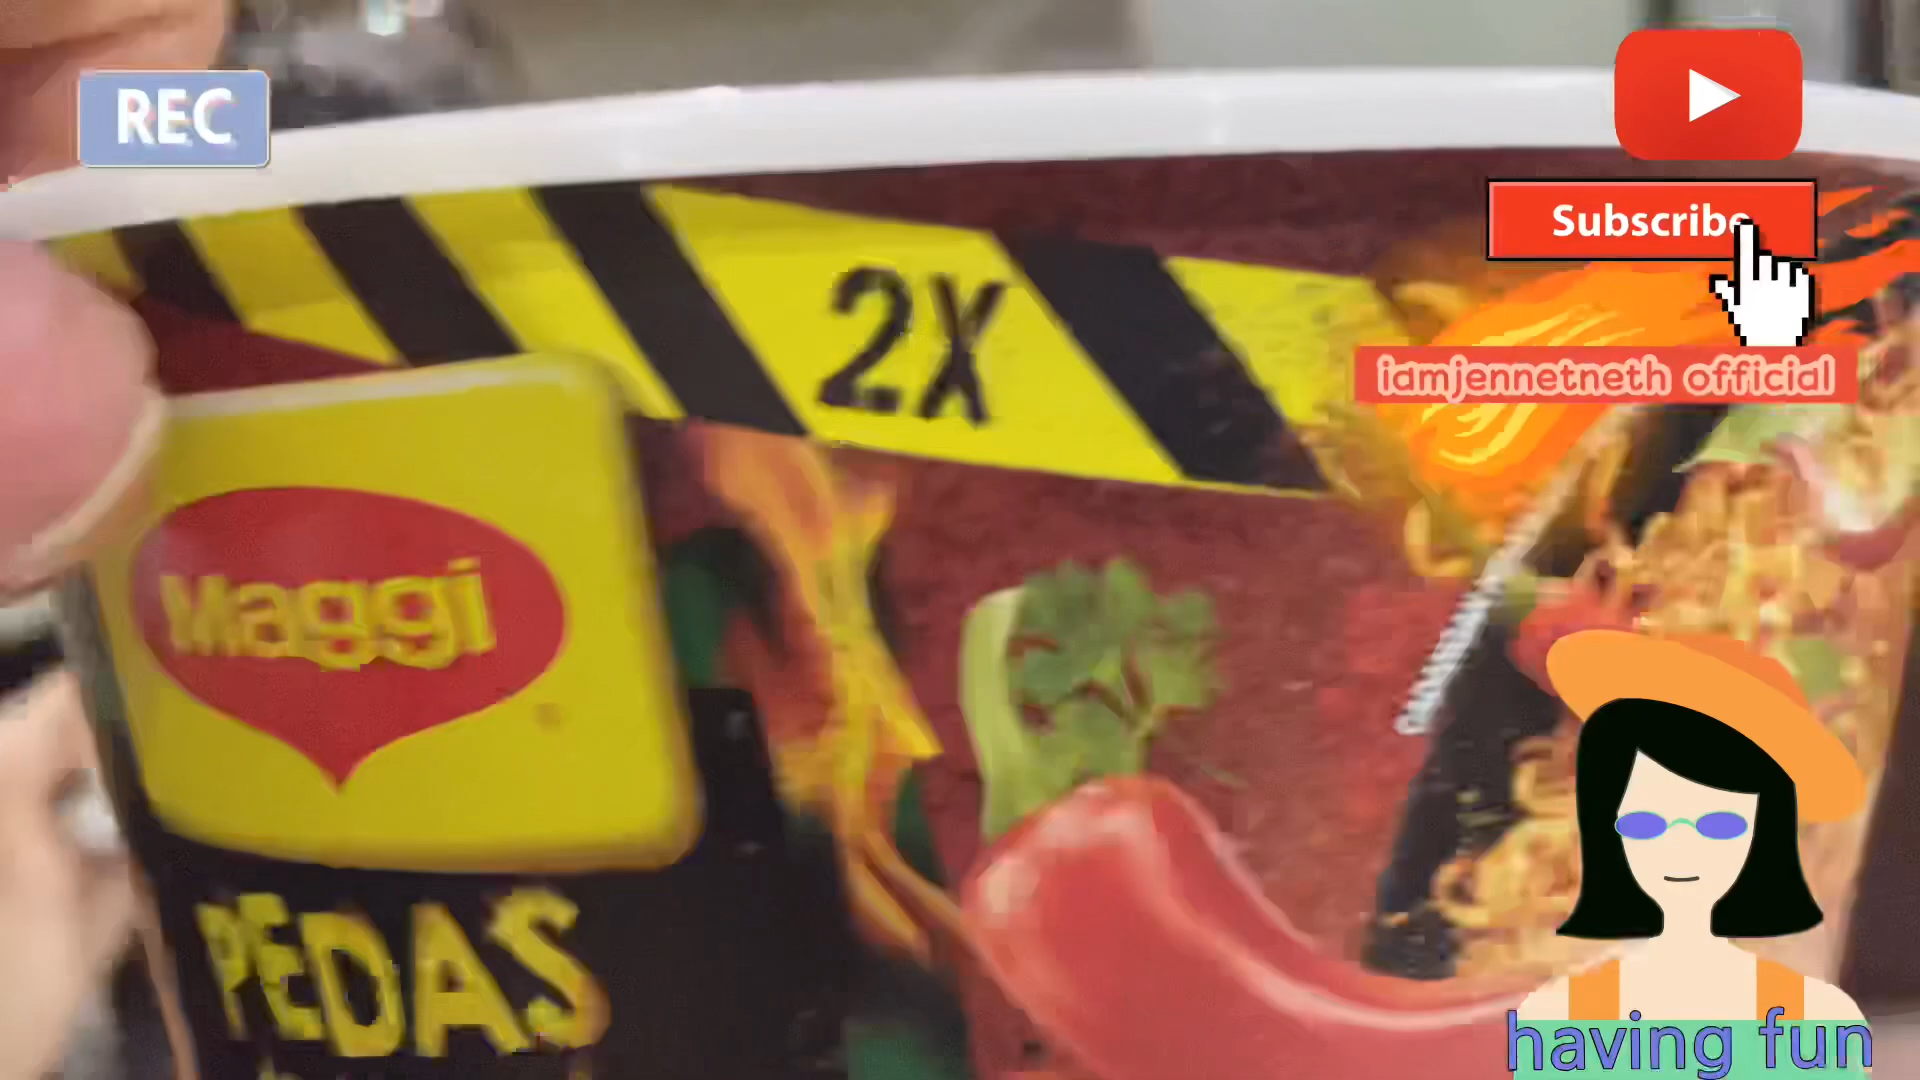 REC
Subscribe
iamjennetneth official
2X
Maggi
PEDAS
having fun